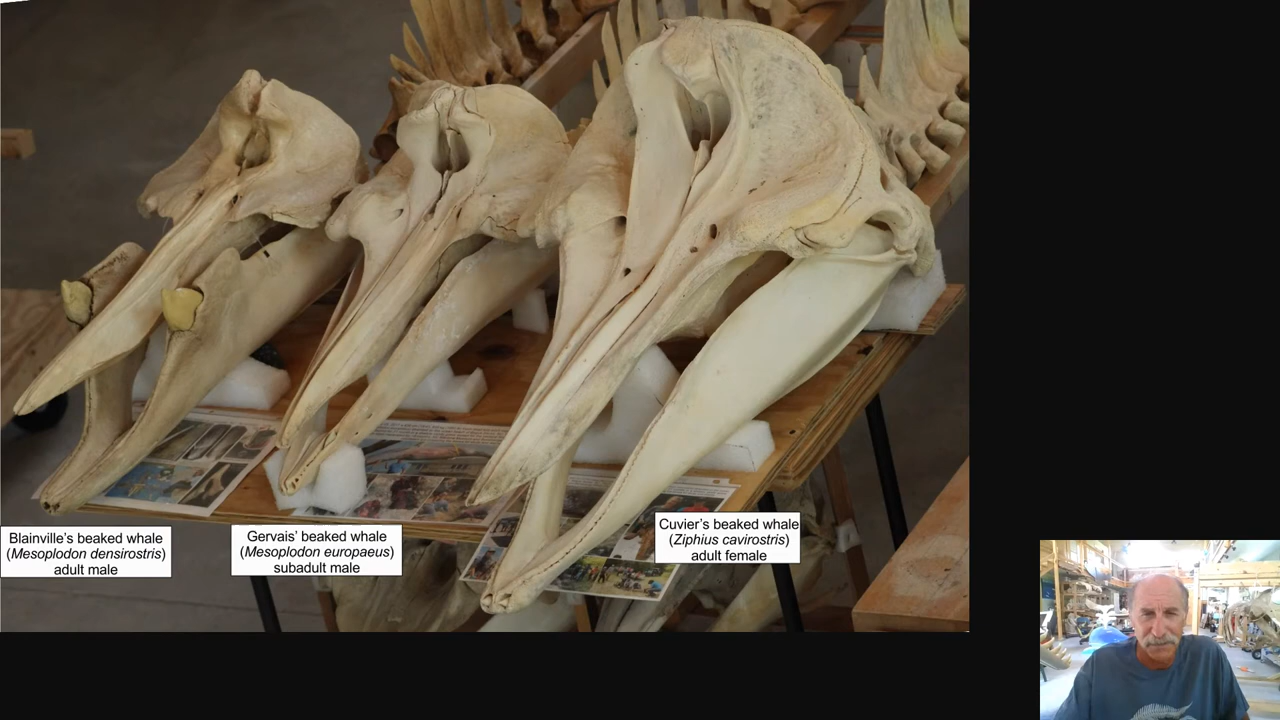 Blainville's beaked whale
(Mesoplodon densirostris)
adult male
Gervais' beaked whale
(Mesoplodon europaeus)
subadult male
Cuvier's beaked whale
(Ziphius cavirostris)
adult female